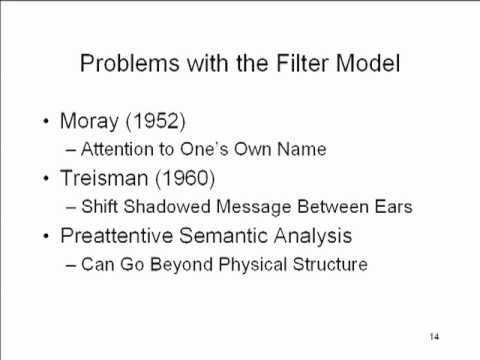 Problems with the Filter Model
• Moray (1952)
– Attention to One's Own Name
• Treisman (1960)
– Shift Shadowed Message Between Ears
• Preattentive Semantic Analysis
– Can Go Beyond Physical Structure
14